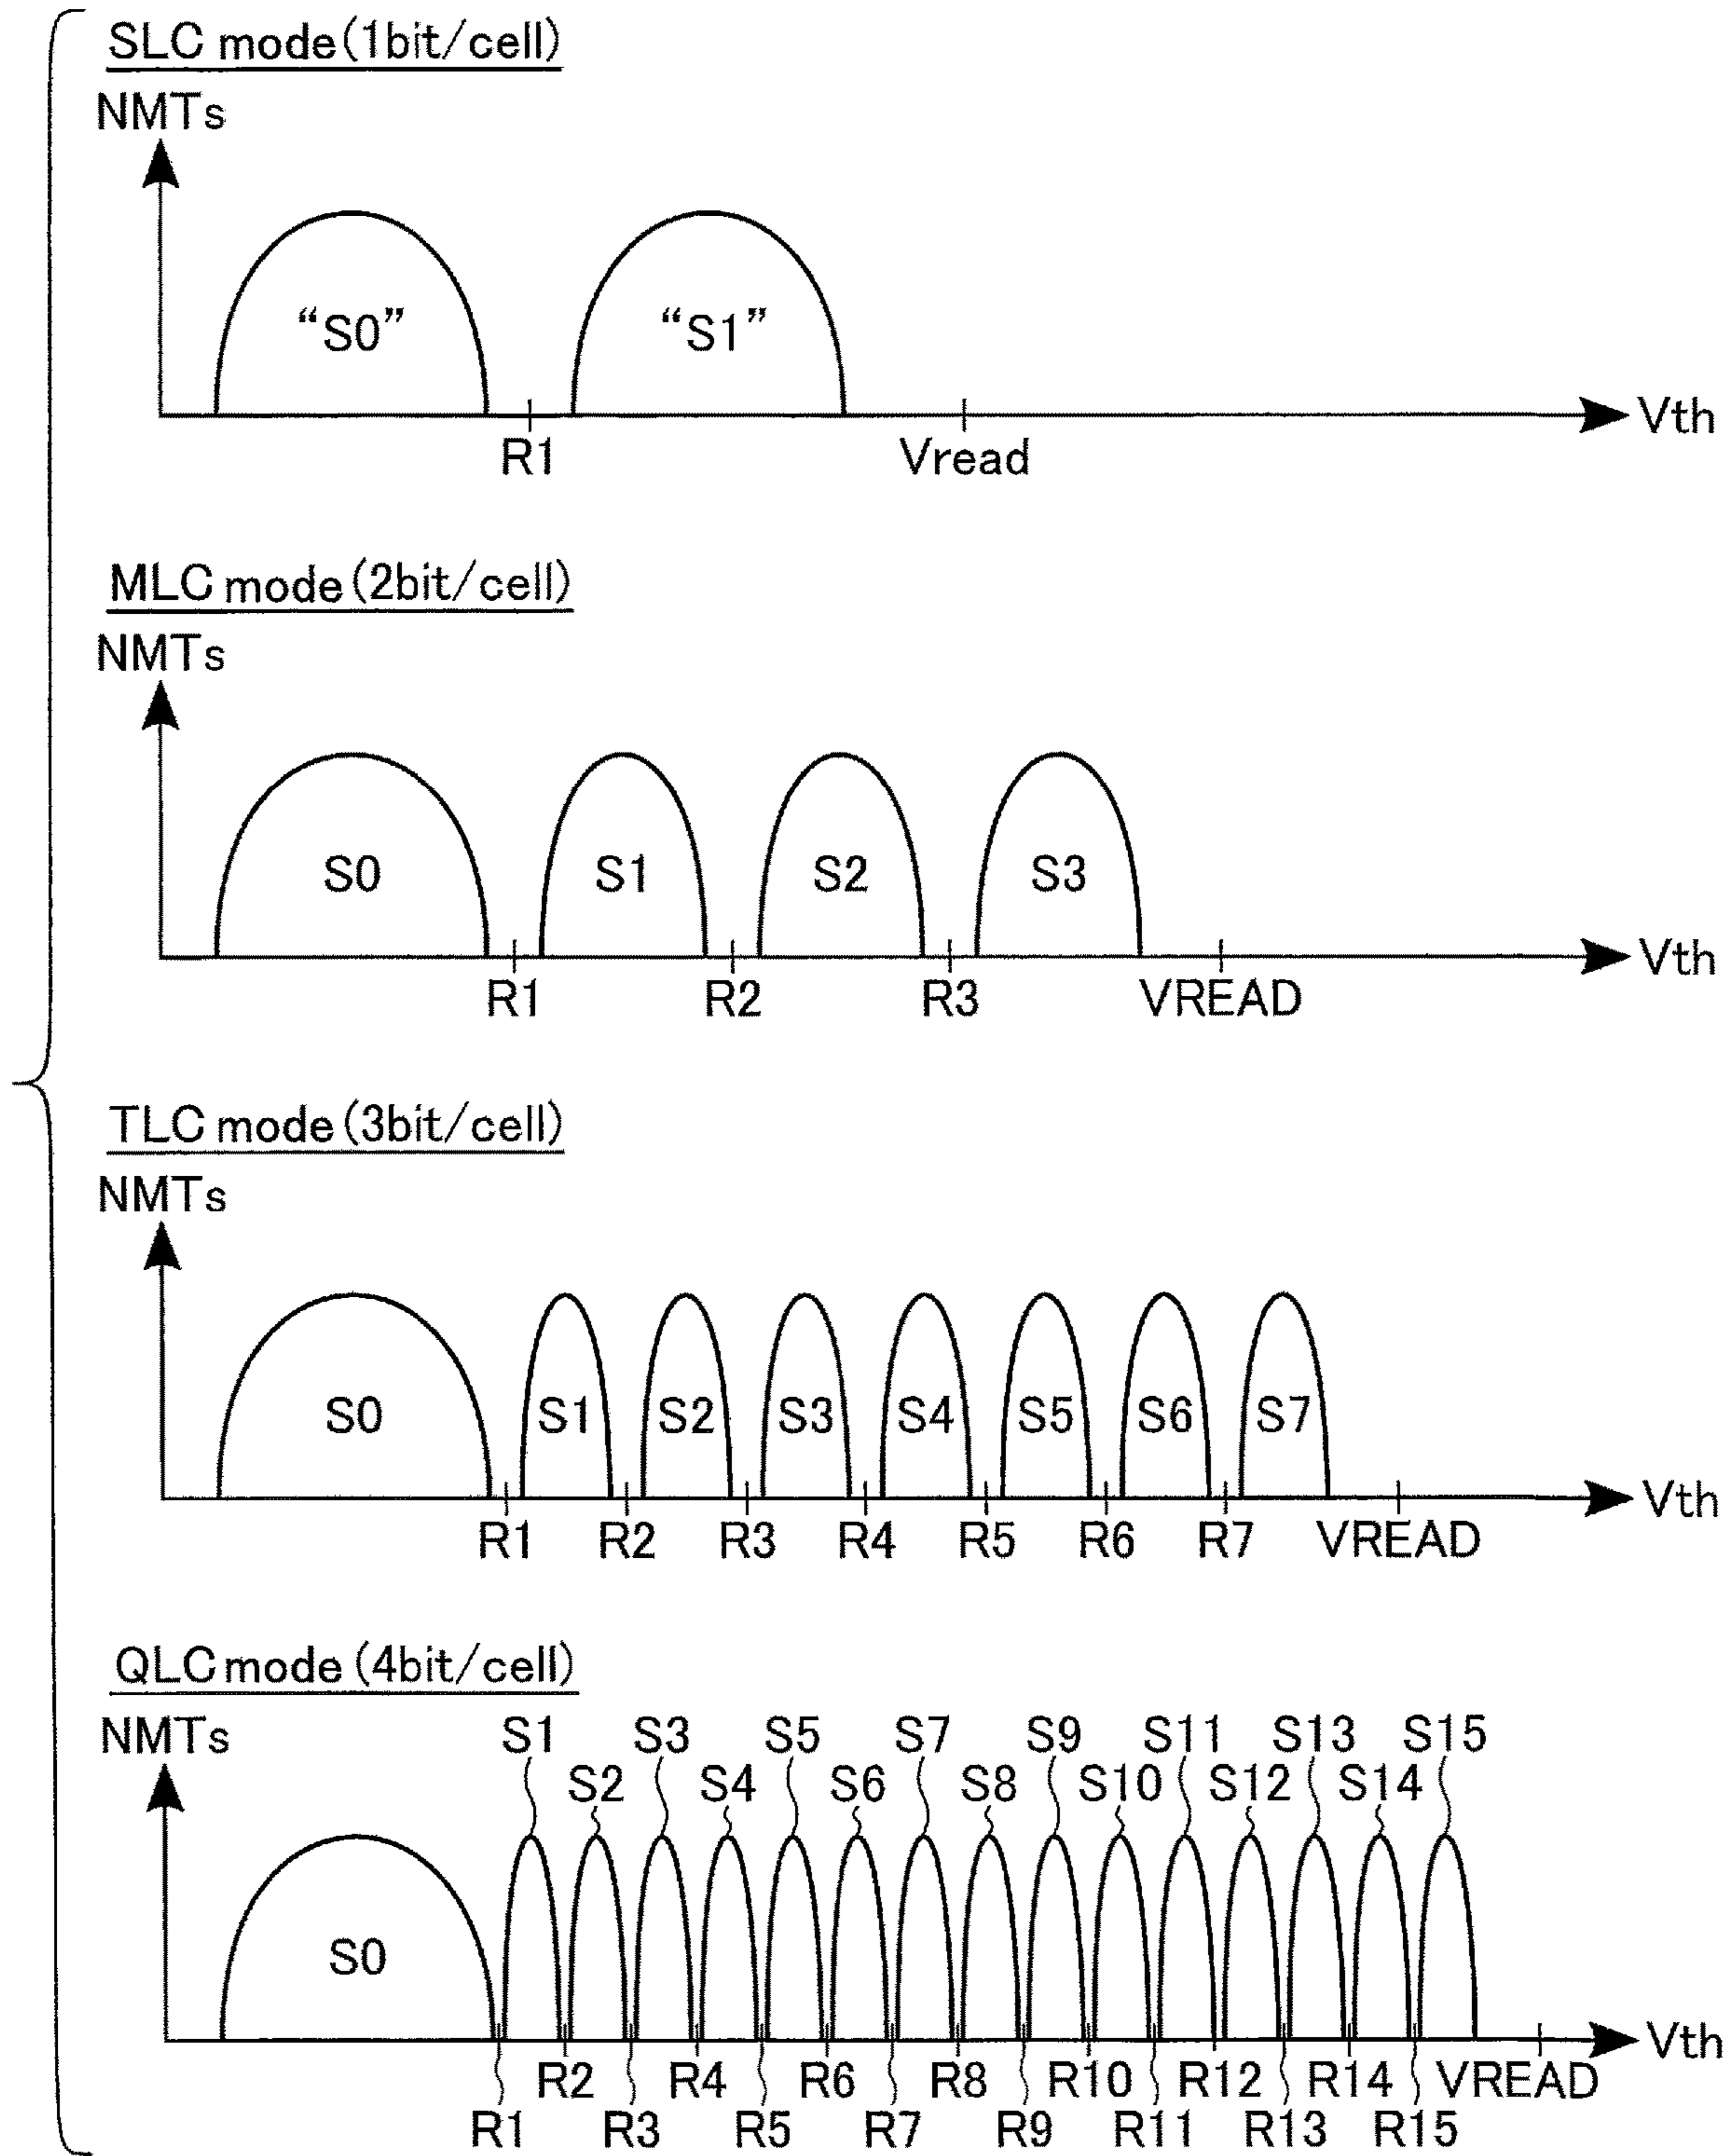 SLC mode(1bit/cell)
NMTs
“S0” “S1”
Vth
R1 Vread
MLC mode(2bit/cell)
NMTs
S0 S1 S2 S3
Vth
R1 R2 R3 VREAD
TLC mode(3bit/cell)
NMTs
S0 S1 S2 S3 S4 S5 S6 S7
Vth
R1 R2 R3 R4 R5 R6 R7 VREAD
QLC mode(4bit/cell)
NMTs S1 S3 S5 S7 S9 S11 S13 S15
S2 S4 S6 S8 S10 S12 S14
S0
Vth
R2 R4 R6 R8 R10 R12 R14 VREAD
R1 R3 R5 R7 R9 R11 R13 R15